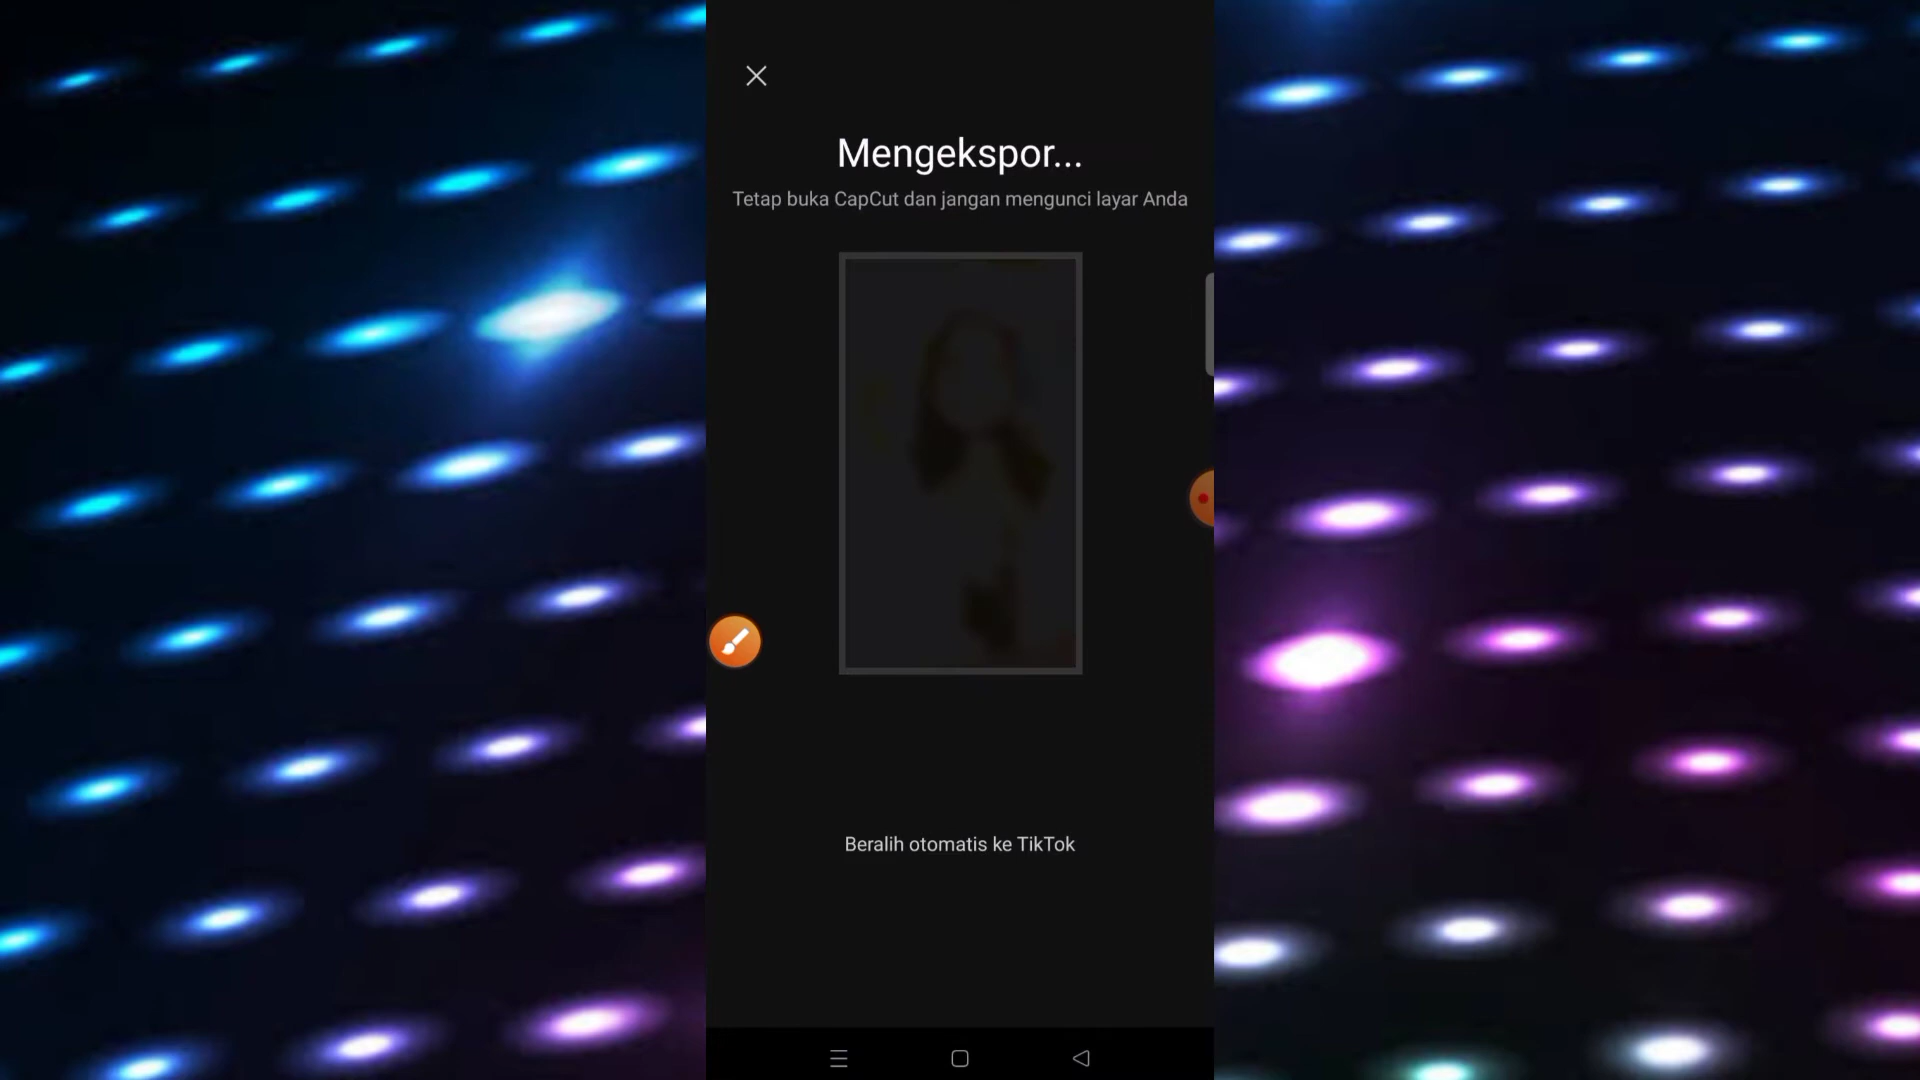 Mengekspor...
Tetap buka CapCut dan jangan mengunci layar Anda
Beralih otomatis ke TikTok